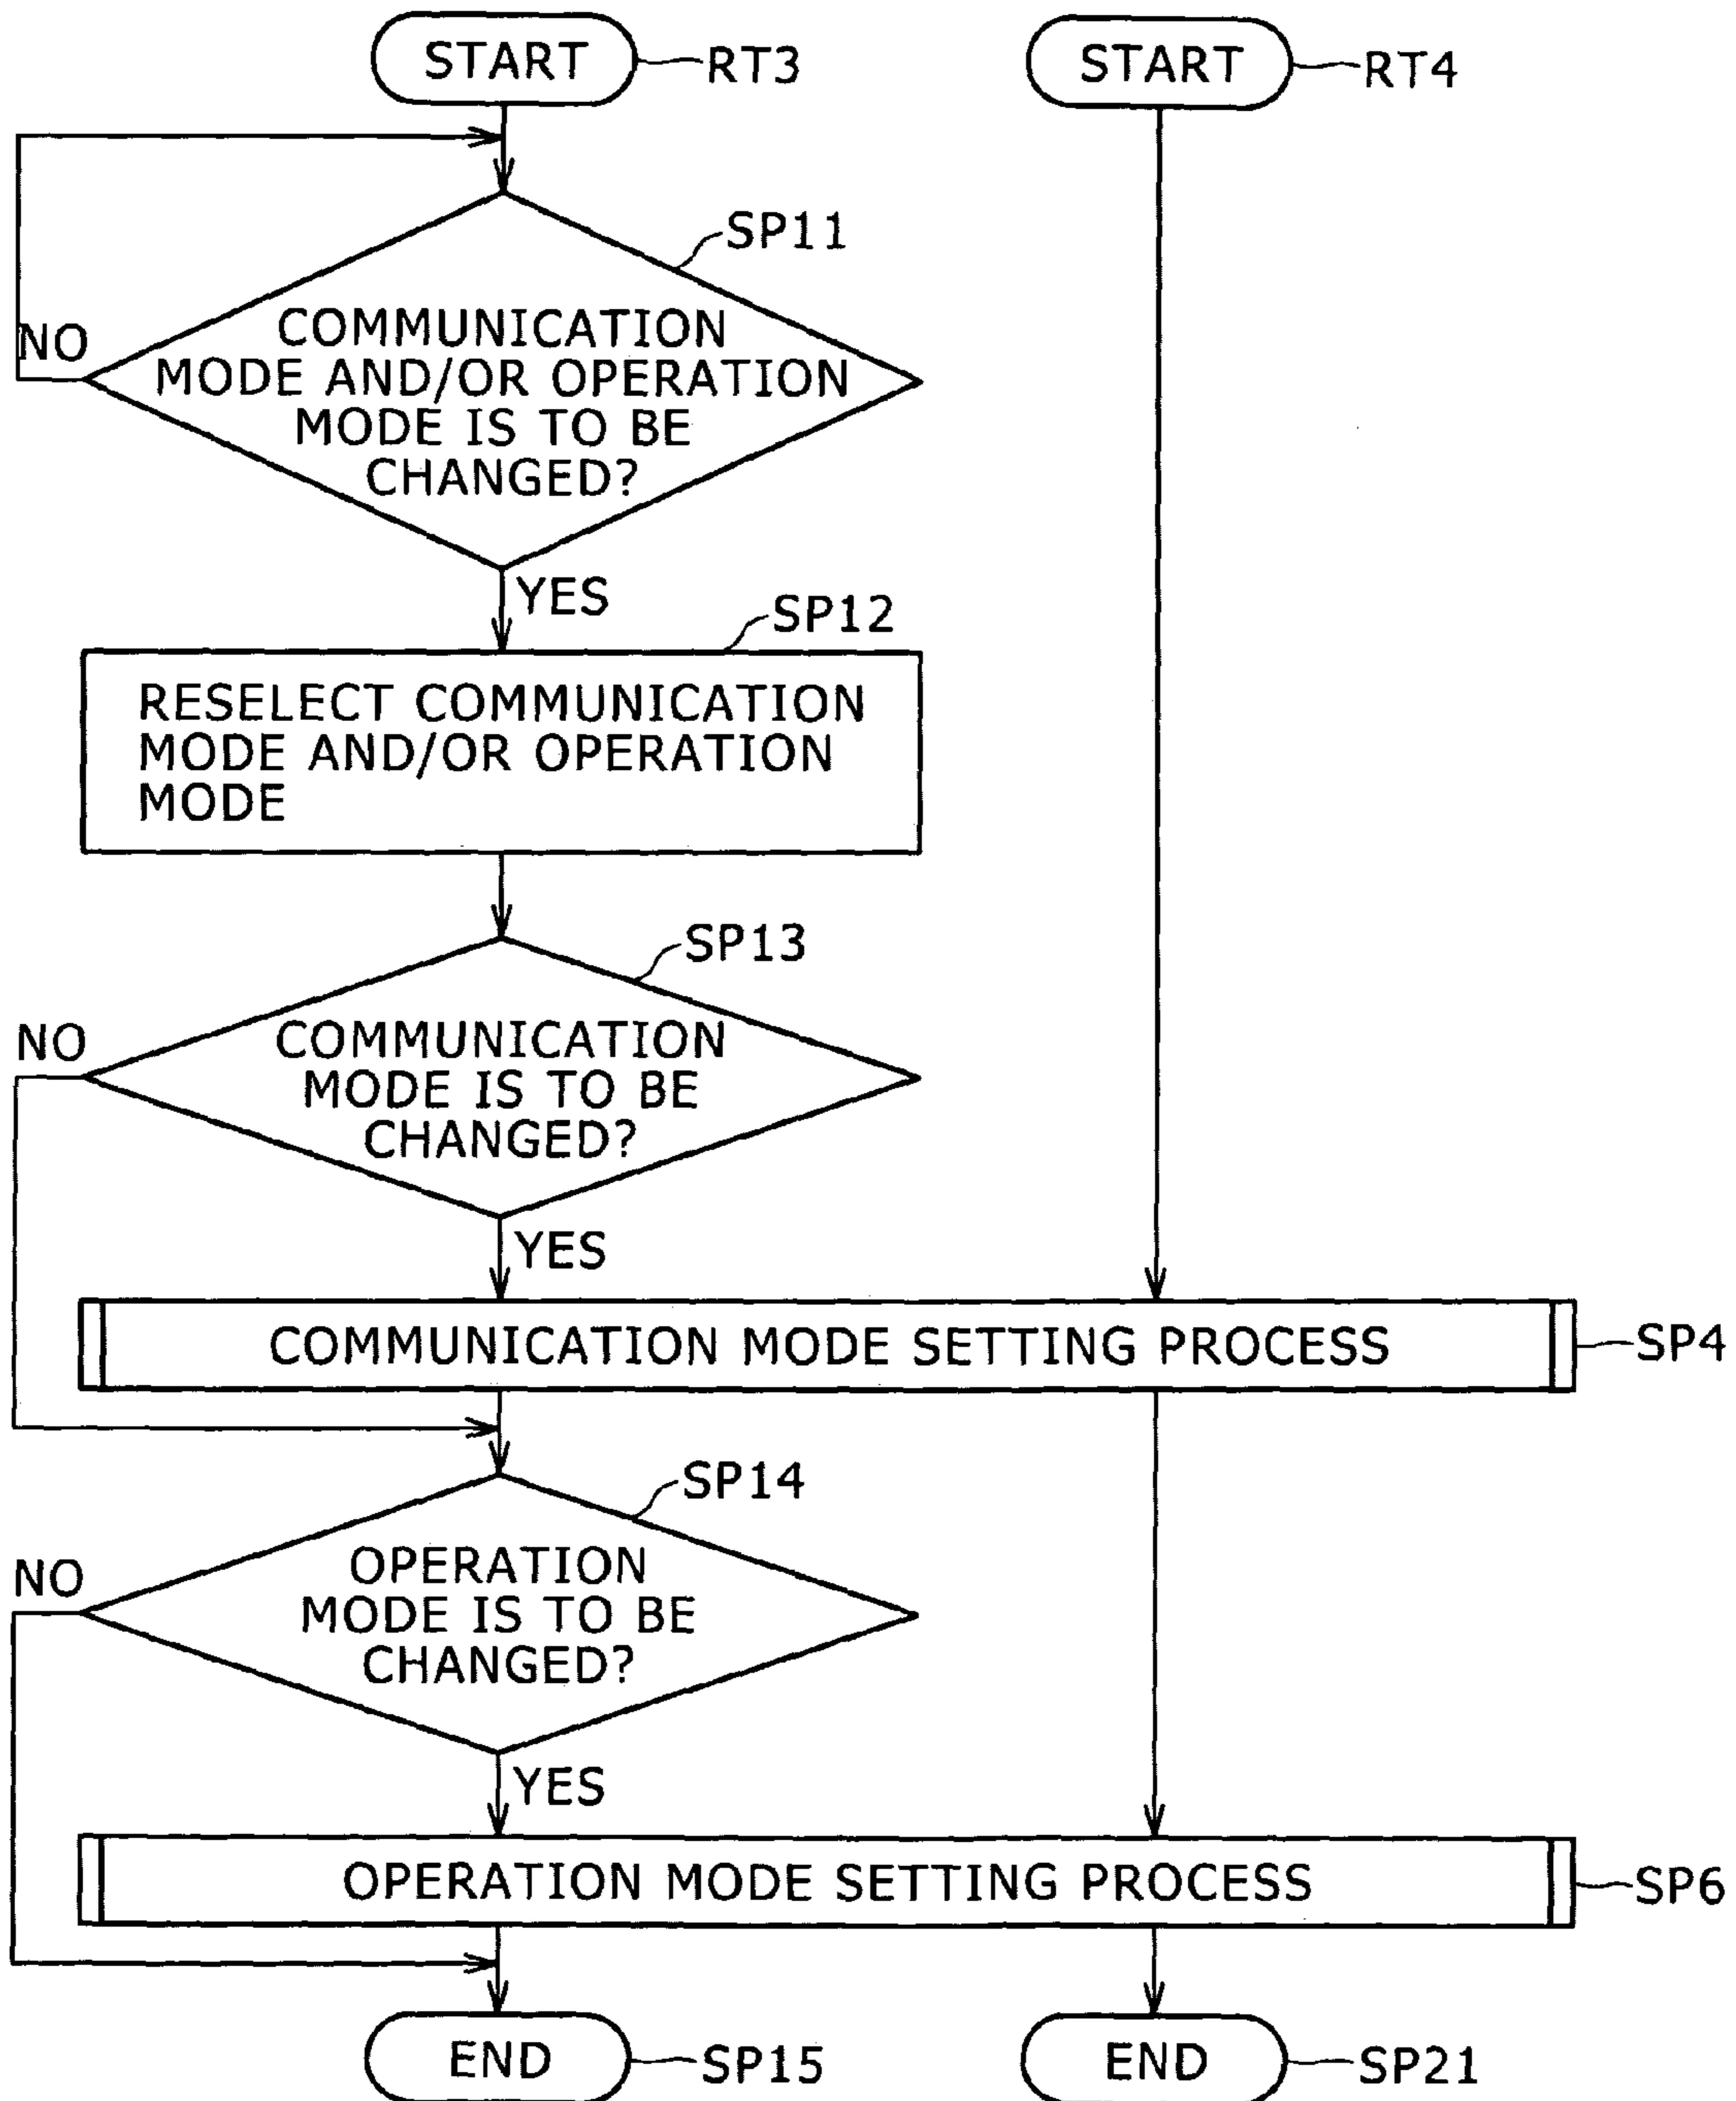 START
RT3
START
RT4
SP11
NO
COMMUNICATION
MODE AND/OR OPERATION
MODE IS TO BE
CHANGED?
YES
SP12
RESELECT COMMUNICATION
MODE AND/OR OPERATION
MODE
SP13
NO
COMMUNICATION
MODE IS TO BE
CHANGED?
YES
COMMUNICATION MODE SETTING PROCESS
SP4
SP14
NO
OPERATION
MODE IS TO BE
CHANGED?
YES
OPERATION MODE SETTING PROCESS
SP6
END
SP15
END
SP21